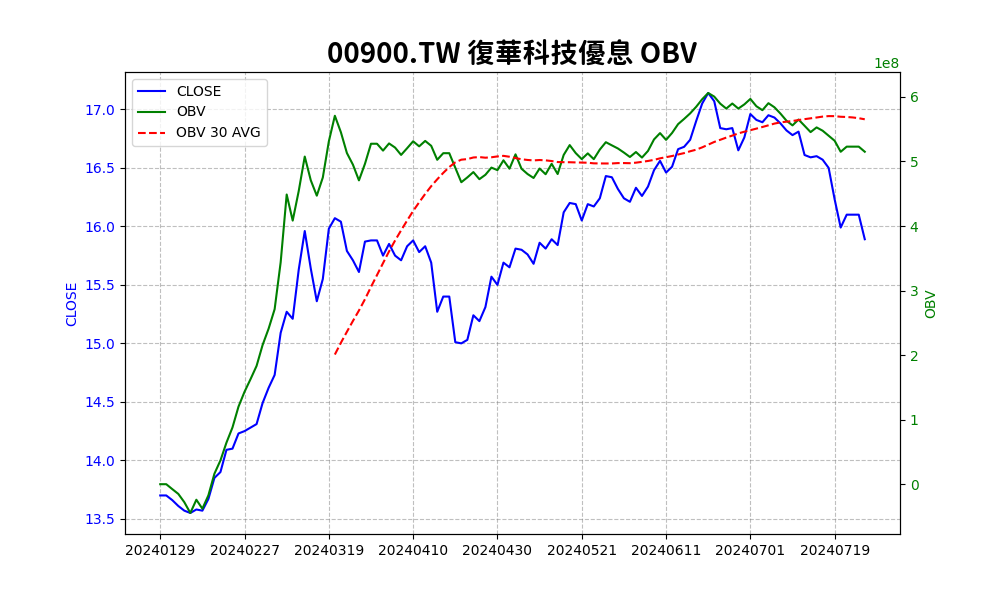 00900.TW 復華科技優息 OBV
1e8
CLOSE
OBV
OBV 30 AVG
17.0
16.5
16.0
15.5
15.0
14.5
14.0
13.5
CLOSE
6
5
4
3
2
1
0
OBV
20240129 20240227 20240319 20240410 20240430 20240521 20240611 20240701 20240719